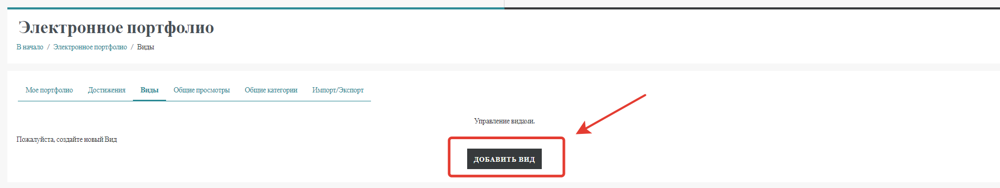 Электронное портфолио
В начало / Электронное портфолио / Виды
Мое портфолио Достижения Виды Общие просмотры Общие категории Импорт/Экспорт
Управление видами.
Пожалуйста, создайте новый Вид
ДОБАВИТЬ ВИД